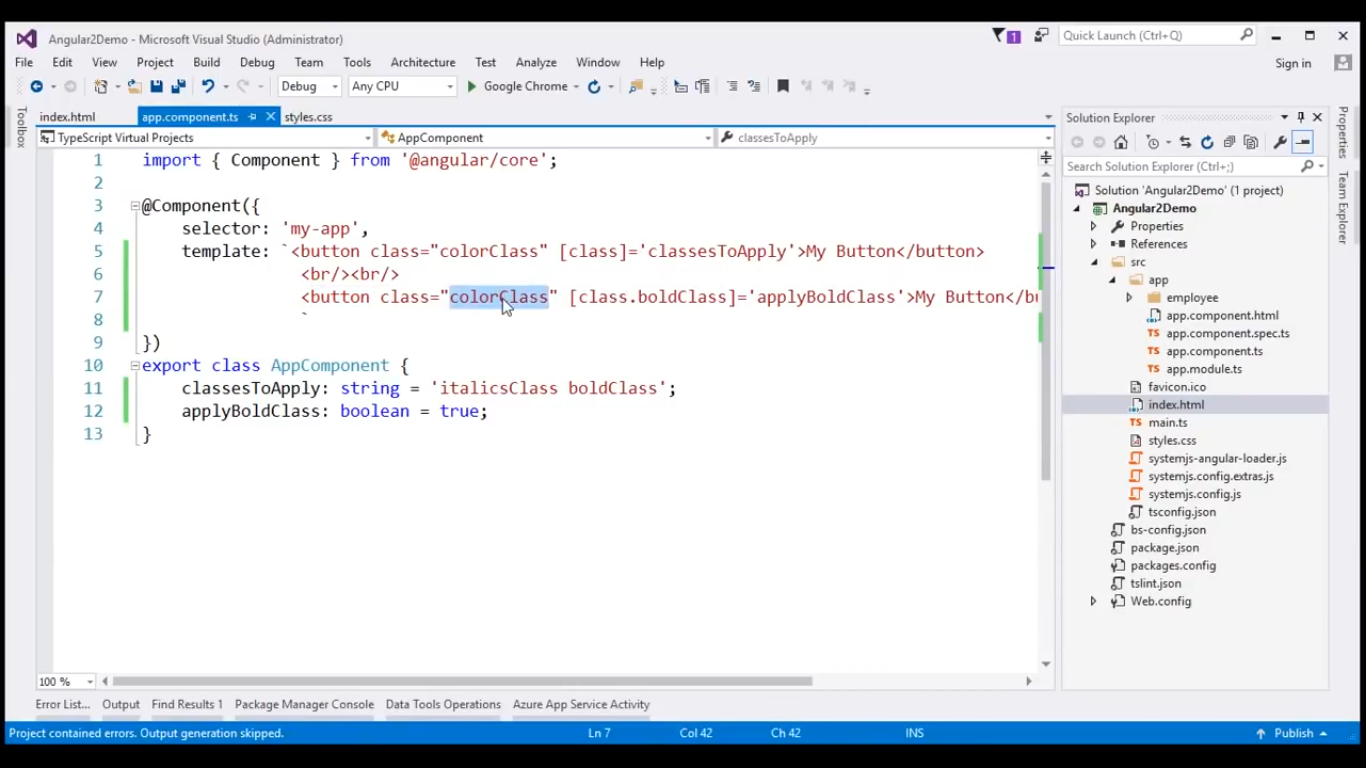 Angular2Demo - Microsoft Visual Studio (Administrator)
1
Quick Launch (Ctrl+Q)
File Edit View Project Build Debug Team Tools Architecture Test Analyze Window Help
Sign in
Debug Any CPU Google Chrome
Toolbox
index.html app.component.ts styles.css
TypeScript Virtual Projects AppComponent classesToApply
1 import { Component } from '@angular/core';
2
3 @Component({
4 selector: 'my-app',
5 template: `<button class="colorClass" [class]='classesToApply'>My Button</button>
6 <br/><br/>
7 <button class="colorClass" [class.boldClass]='applyBoldClass'>My Button</bu
8 `
9 })
10 export class AppComponent {
11 classesToApply: string = 'italicsClass boldClass';
12 applyBoldClass: boolean = true;
13 }
100 %
Solution Explorer
Search Solution Explorer (Ctrl+;)
Solution 'Angular2Demo' (1 project)
Angular2Demo
Properties
References
src
app
employee
app.component.html
TS app.component.spec.ts
TS app.component.ts
TS app.module.ts
favicon.ico
index.html
TS main.ts
styles.css
systemjs-angular-loader.js
systemjs.config.extras.js
systemjs.config.js
tsconfig.json
bs-config.json
package.json
packages.config
tslint.json
Web.config
Properties
Team Explorer
Error List... Output Find Results 1 Package Manager Console Data Tools Operations Azure App Service Activity
Project contained errors. Output generation skipped. Ln 7 Col 42 Ch 42 INS Publish